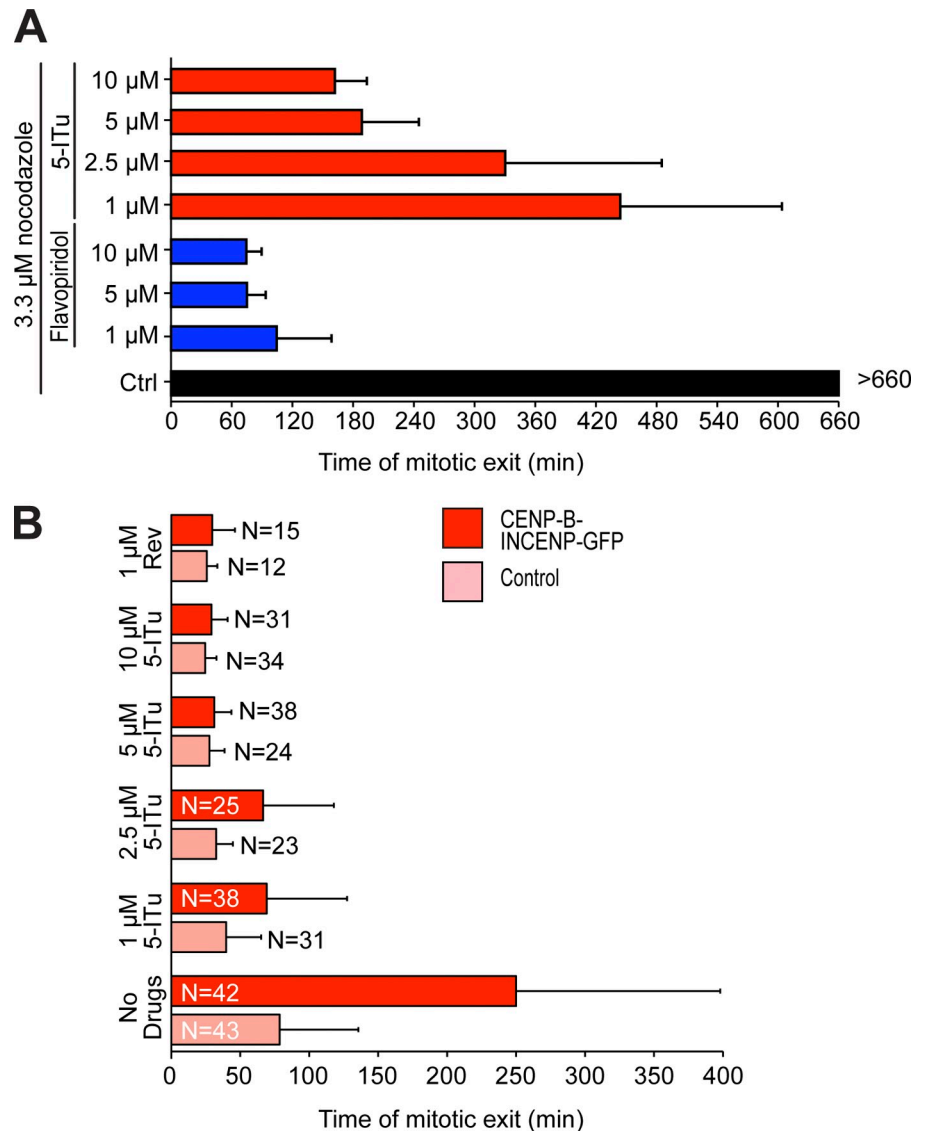 A
3.3 µM nocodazole
5-ITu
10 µM
5 µM
2.5 µM
1 µM
Flavopiridol
10 µM
5 µM
1 µM
Ctrl
>660
0 60 120 180 240 300 360 420 480 540 600 660
Time of mitotic exit (min)
B
CENP-B-
INCENP-GFP
Control
1 µM
Rev
N=15
N=12
10 µM
5-ITu
N=31
N=34
5 µM
5-ITu
N=38
N=24
2.5 µM
5-ITu
N=25
N=23
1 µM
5-ITu
N=38
N=31
No
Drugs
N=42
N=43
0 50 100 150 200 250 300 350 400
Time of mitotic exit (min)